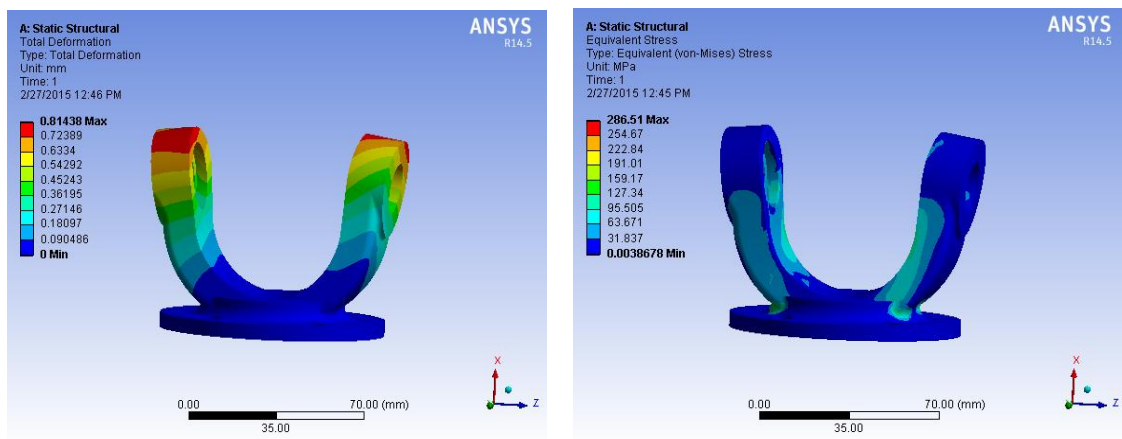 A: Static Structural
Total Deformation
Type: Total Deformation
Unit: mm
Time: 1
2/27/2015 12:46 PM
ANSYS
R14.5
0.81438 Max
0.72389
0.6334
0.54292
0.45243
0.36195
0.27146
0.18097
0.090486
0 Min
X
Z
0.00
70.00 (mm)
35.00
A: Static Structural
Equivalent Stress
Type: Equivalent (von-Mises) Stress
Unit: MPa
Time: 1
2/27/2015 12:45 PM
ANSYS
R14.5
286.51 Max
254.67
222.84
191.01
159.17
127.34
95.505
63.671
31.837
0.0038678 Min
X
Z
0.00
70.00 (mm)
35.00